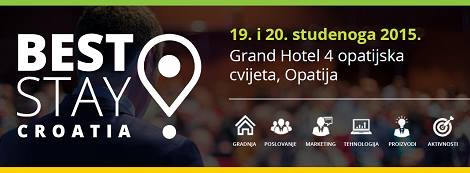 BEST
STAY
CROATIA
19. i 20. studenoga 2015.
Grand Hotel 4 opatijska
cvijeta, Opatija
GRADNJA POSLOVANJE MARKETING TEHNOLOGIJA PROIZVODI AKTIVNOSTI